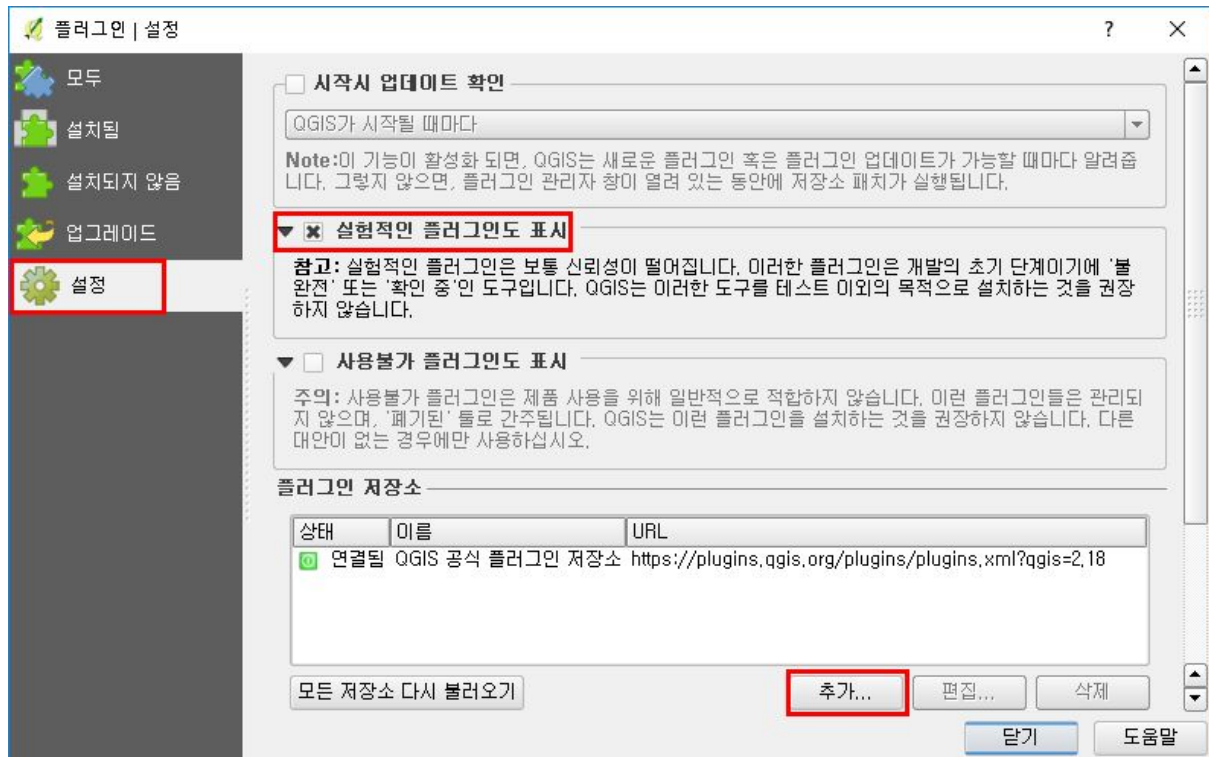 플러그인 | 설정
?
모두
설치됨
설치되지 않음
업그레이드
설정
시작시 업데이트 확인
QGIS가 시작될 때마다
Note:이 기능이 활성화 되면, QGIS는 새로운 플러그인 혹은 플러그인 업데이트가 가능할 때마다 알려줍
니다. 그렇지 않으면, 플러그인 관리자 창이 열려 있는 동안에 저장소 패치가 실행됩니다.
실험적인 플러그인도 표시
참고: 실험적인 플러그인은 보통 신뢰성이 떨어집니다. 이러한 플러그인은 개발의 초기 단계이기에 '불
완전' 또는 '확인 중'인 도구입니다. QGIS는 이러한 도구를 테스트 이외의 목적으로 설치하는 것을 권장
하지 않습니다.
사용불가 플러그인도 표시
주의: 사용불가 플러그인은 제품 사용을 위해 일반적으로 적합하지 않습니다. 이런 플러그인들은 관리되
지 않으며, '폐기된' 툴로 간주됩니다. QGIS는 이런 플러그인을 설치하는 것을 권장하지 않습니다. 다른
대안이 없는 경우에만 사용하십시오.
플러그인 저장소
상태 이름 URL
연결됨 QGIS 공식 플러그인 저장소 https://plugins.qgis.org/plugins/plugins.xml?qgis=2.18
모든 저장소 다시 불러오기 추가... 편집... 삭제
닫기 도움말